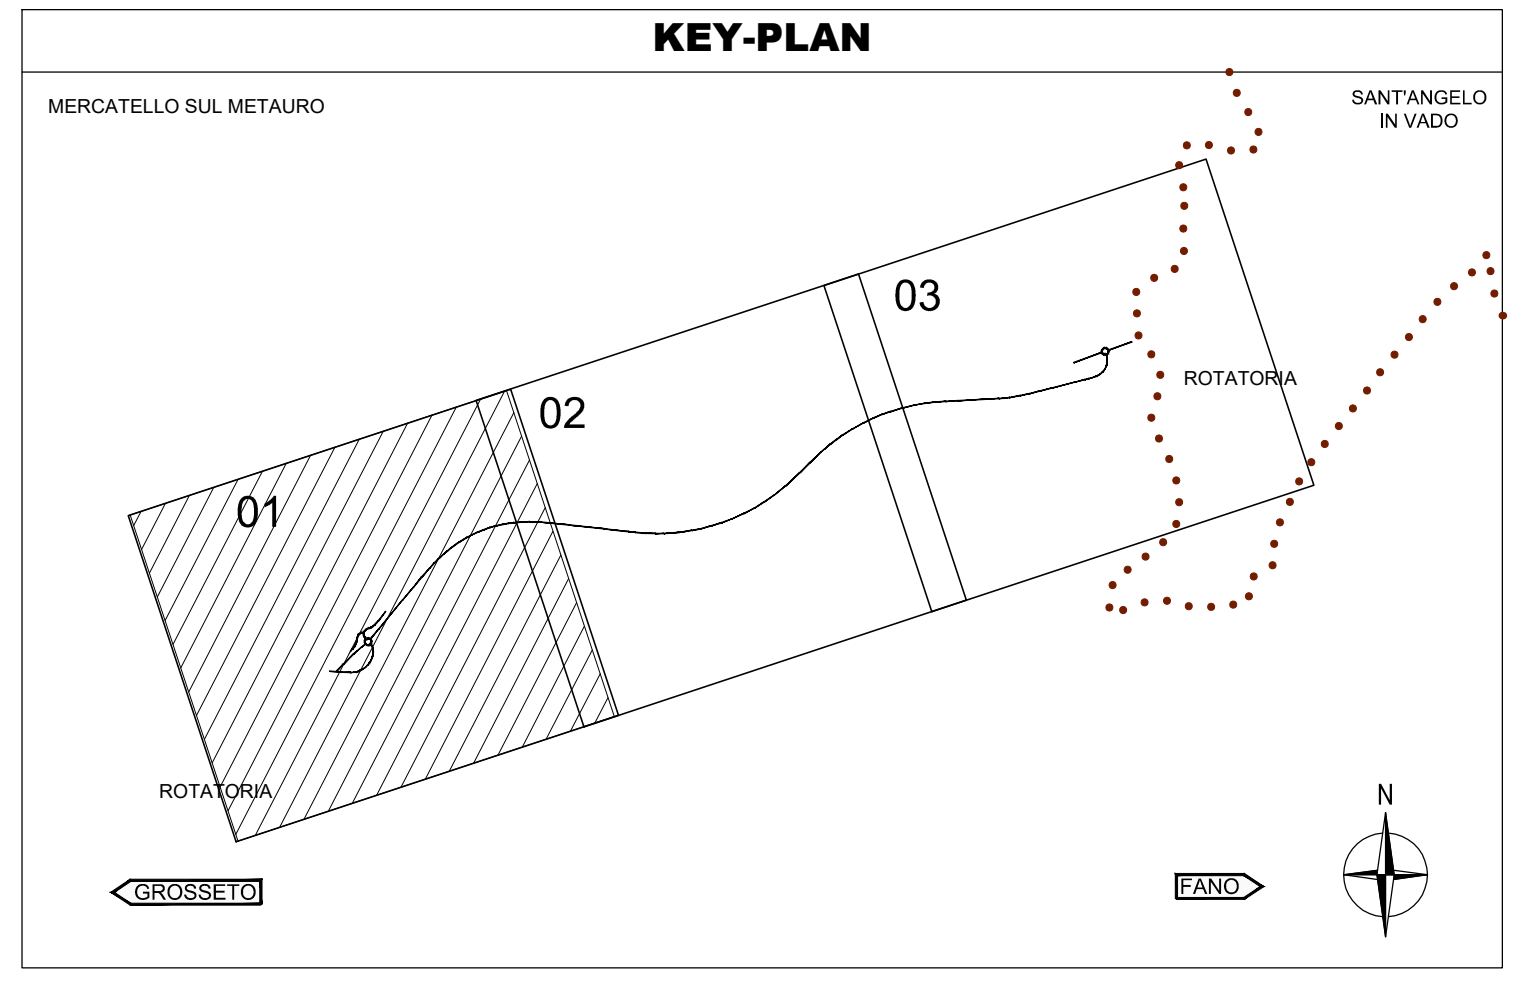 KEY-PLAN
MERCATELLO SUL METAURO
SANT'ANGELO
IN VADO
03
ROTATORIA
02
01
ROTATORIA
N
GROSSETO
FANO